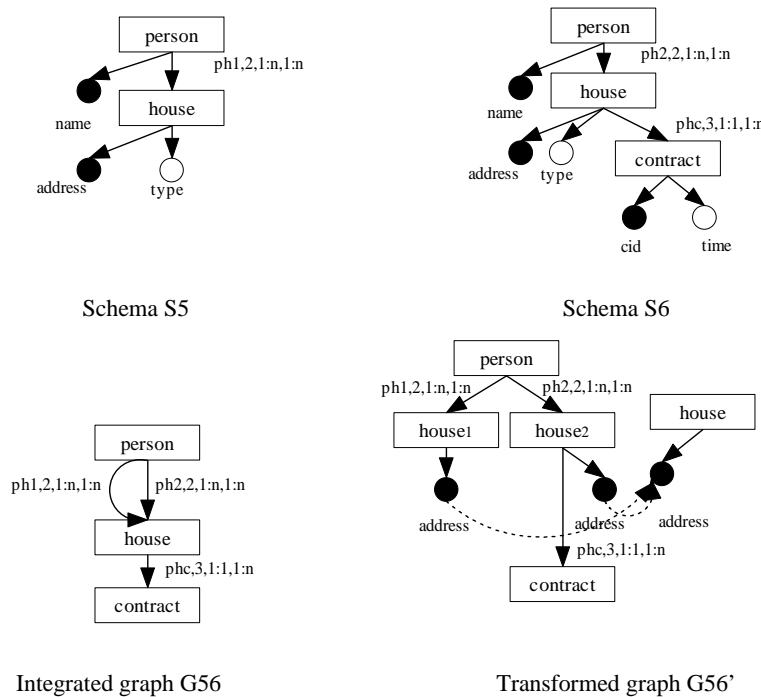 person
ph1,2,1:n,1:n
name
house
address
type
Schema S5
person
ph2,2,1:n,1:n
name
house
phc,3,1:1,1:n
address
type
contract
cid
time
Schema S6
person
ph1,2,1:n,1:n
ph2,2,1:n,1:n
house
phc,3,1:1,1:n
contract
Integrated graph G56
person
ph1,2,1:n,1:n
ph2,2,1:n,1:n
house1
house2
house
address
address
address
phc,3,1:1,1:n
contract
Transformed graph G56’